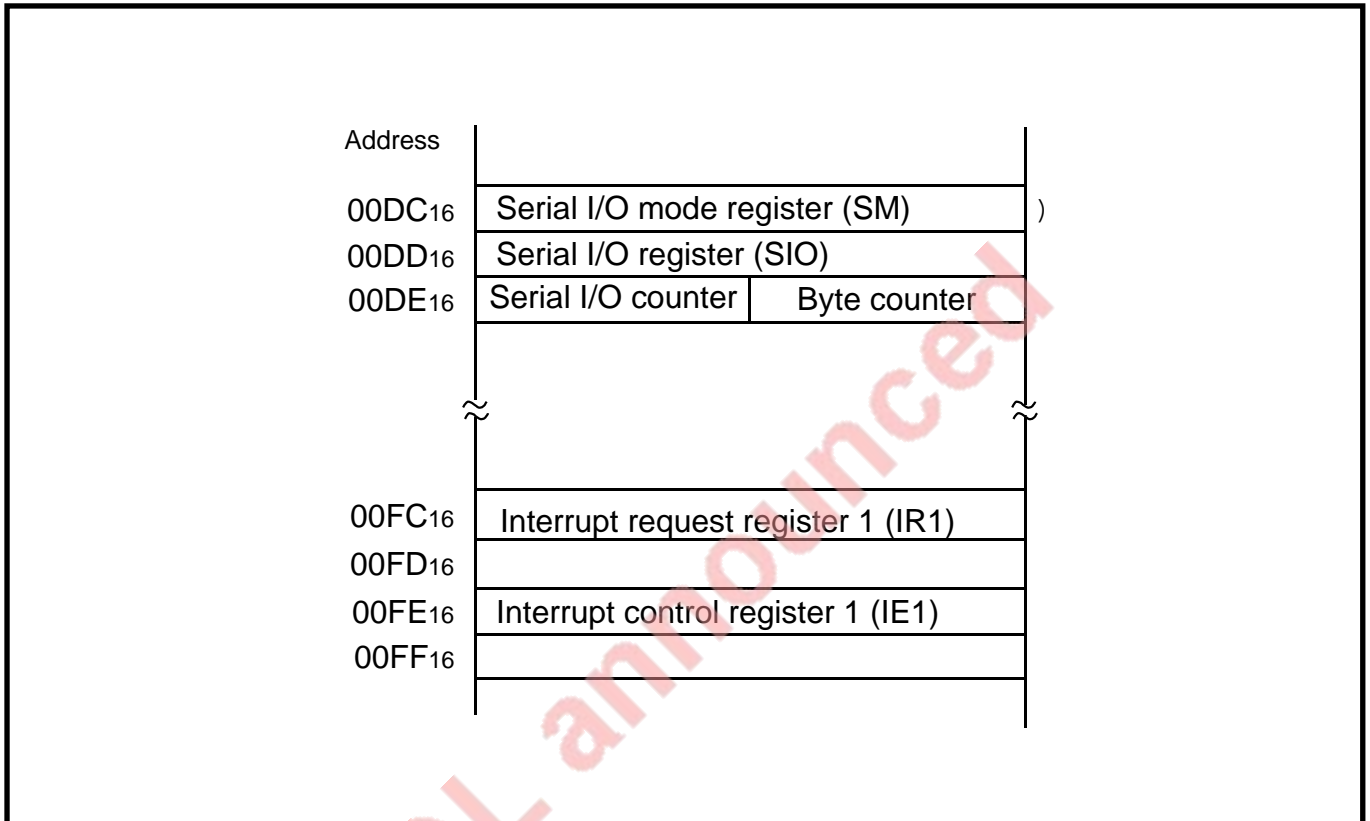 Address
00DC16 Serial I/O mode register (SM) )
00DD16 Serial I/O register (SIO)
00DE16 Serial I/O counter Byte counter
00FC16 Interrupt request register 1 (IR1)
00FD16
00FE16 Interrupt control register 1 (IE1)
00FF16
L announced